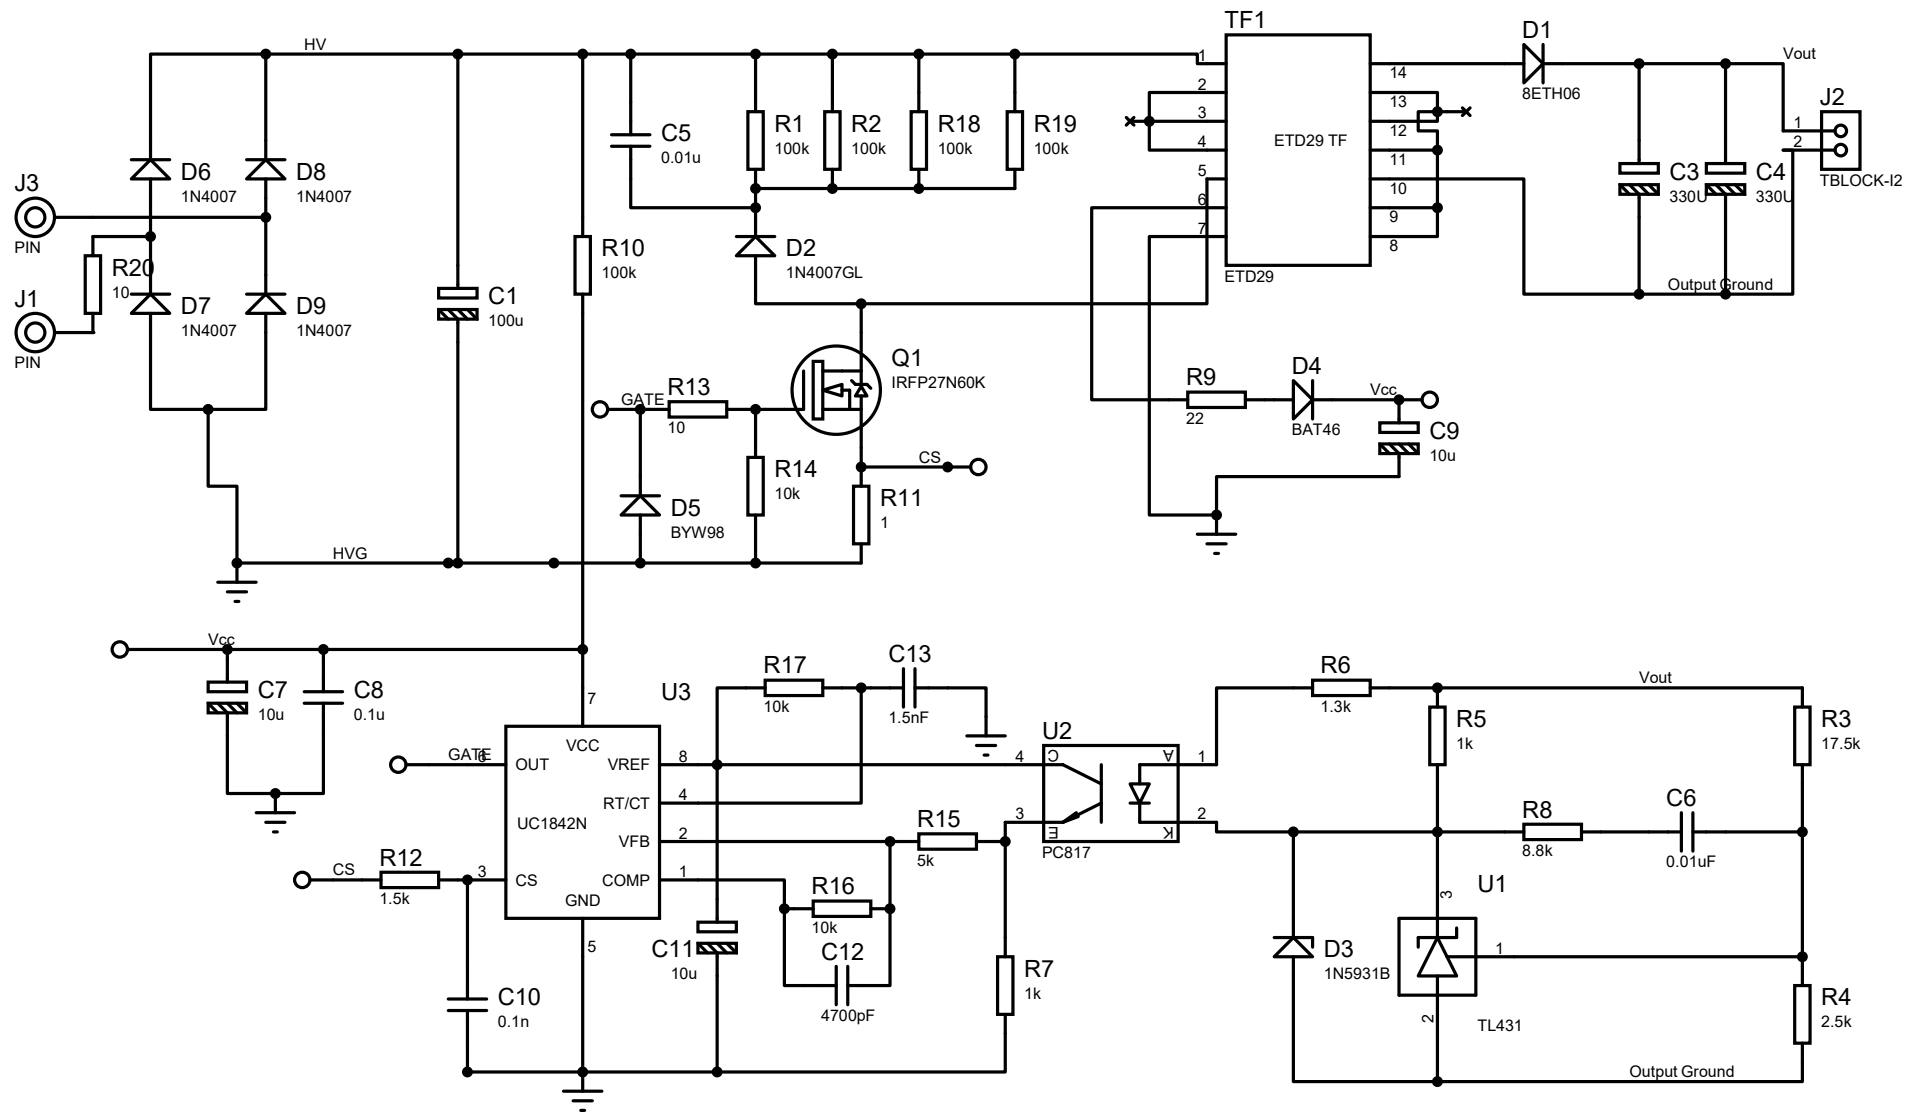 TF1
HV
1
2
3
4
5
6
7
14
13
12
11
10
9
8
ETD29 TF
ETD29
D1
8ETH06
Vout
J2
1
2
TBLOCK-I2
C3
330U
C4
330U
Output Ground
C5
0.01u
R1
100k
R2
100k
R18
100k
R19
100k
D6
1N4007
D8
1N4007
J3
PIN
R20
10
J1
PIN
D7
1N4007
D9
1N4007
C1
100u
R10
100k
D2
1N4007GL
Q1
IRFP27N60K
GATE
R13
10
R14
10k
D5
BYW98
CS
R11
1
R9
22
D4
BAT46
Vcc
C9
10u
HVG
Vcc
C7
10u
C8
0.1u
7
U3
R17
10k
C13
1.5nF
GATE
6
OUT
VCC
VREF
8
RT/CT
4
UC1842N
VFB
2
CS
3
COMP
1
GND
5
CS
R12
1.5k
C10
0.1n
C11
10u
R16
10k
C12
4700pF
R15
5k
R7
1k
U2
4
C
A
1
3
E
K
2
PC817
R6
1.3k
Vout
R5
1k
R3
17.5k
R8
8.8k
C6
0.01uF
U1
3
1
2
TL431
D3
1N5931B
R4
2.5k
Output Ground